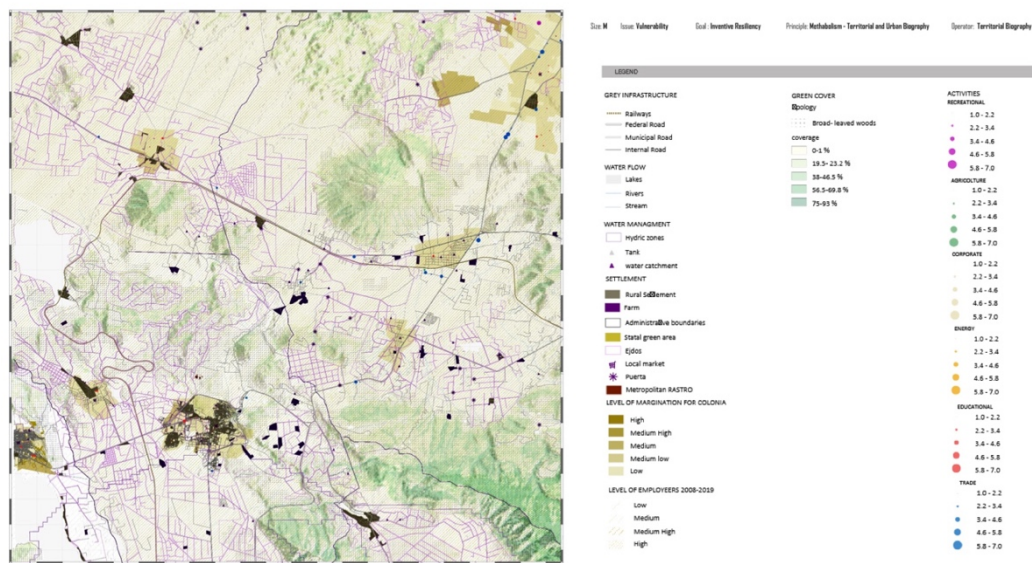 Size: M Issue: Vulnerability Goal: Inventive Resiliency Principle: Methabolism - Territorial and Urban Biography Operator: Territorial Biography
LEGEND
GREY INFRASTRUCTURE
Railways
Federal Road
Municipal Road
Internal Road
WATER FLOW
Lakes
Rivers
Stream
WATER MANAGMENT
Hydric zones
Tank
water catchment
SETTLEMENT
Rural
Farm
Administrative boundaries
Statal green area
Ejdos
Local market
Puerta
Metropolitan RASTRO
LEVEL OF MARGINATION FOR COLONIA
High
Medium High
Medium
Medium low
Low
LEVEL OF EMPLOYEERS 2008-2019
Low
Medium
Medium High
High
GREEN COVER
Broad- leaved woods
coverage
0-1 %
19.5- 23.2 %
38-46.5 %
56.5-69.8 %
75-93 %
ACTIVITIES
RECREATIONAL
1.0 - 2.2
2.2 - 3.4
3.4 - 4.6
4.6 - 5.8
5.8 - 7.0
AGRICULTURE
1.0 - 2.2
2.2 - 3.4
3.4 - 4.6
4.6 - 5.8
5.8 - 7.0
CORPORATE
1.0 - 2.2
2.2 - 3.4
3.4 - 4.6
4.6 - 5.8
5.8 - 7.0
ENERGY
1.0 - 2.2
2.2 - 3.4
3.4 - 4.6
4.6 - 5.8
5.8 - 7.0
EDUCATIONAL
1.0 - 2.2
2.2 - 3.4
3.4 - 4.6
4.6 - 5.8
5.8 - 7.0
TRADE
1.0 - 2.2
2.2 - 3.4
3.4 - 4.6
4.6 - 5.8
5.8 - 7.0